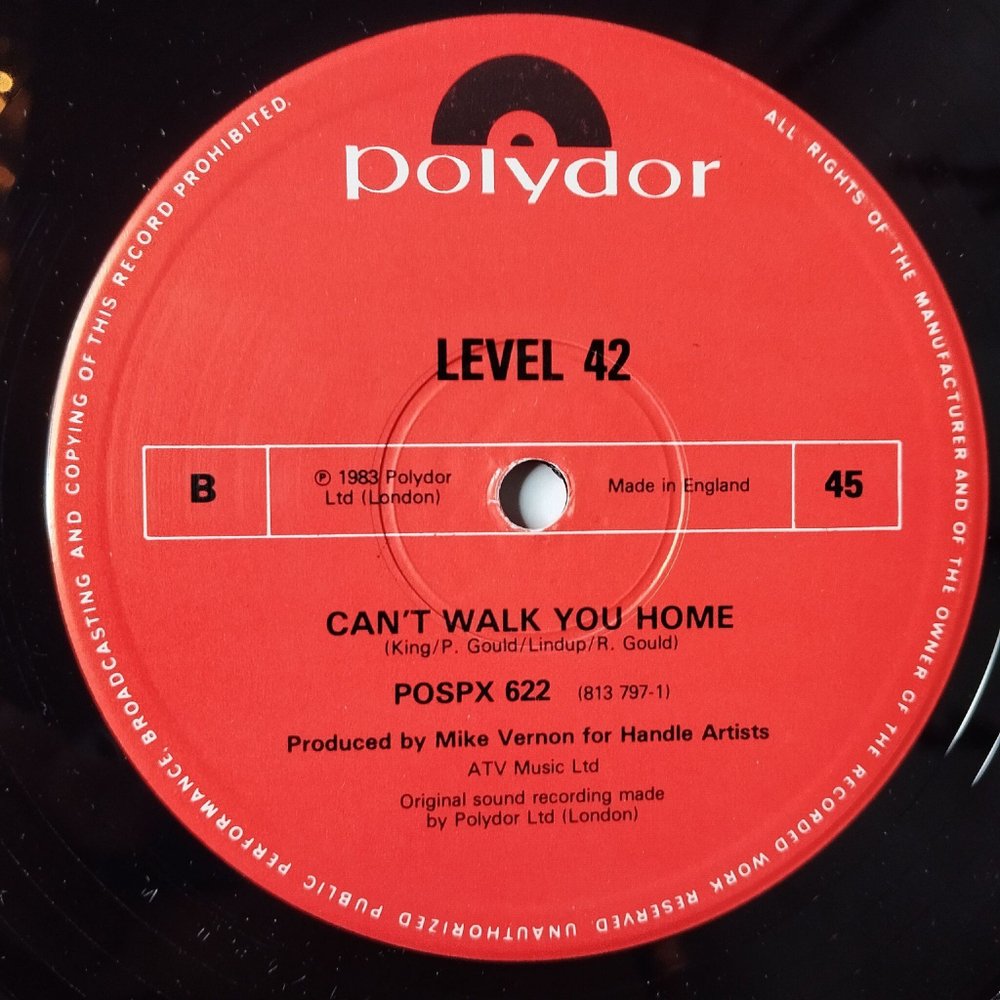 polydor
LEVEL 42
B
℗ 1983 Polydor
Ltd (London)
Made in England
45
CAN'T WALK YOU HOME
(King/P. Gould/Lindup/R. Gould)
POSPX 622 (813 797-1)
Produced by Mike Vernon for Handle Artists
ATV Music Ltd
Original sound recording made
by Polydor Ltd (London)
ALL RIGHTS OF THE MANUFACTURER AND OF THE OWNER OF THE RECORDED WORK RESERVED. UNAUTHORIZED PUBLIC PERFORMANCE, BROADCASTING AND COPYING OF THIS RECORD PROHIBITED.